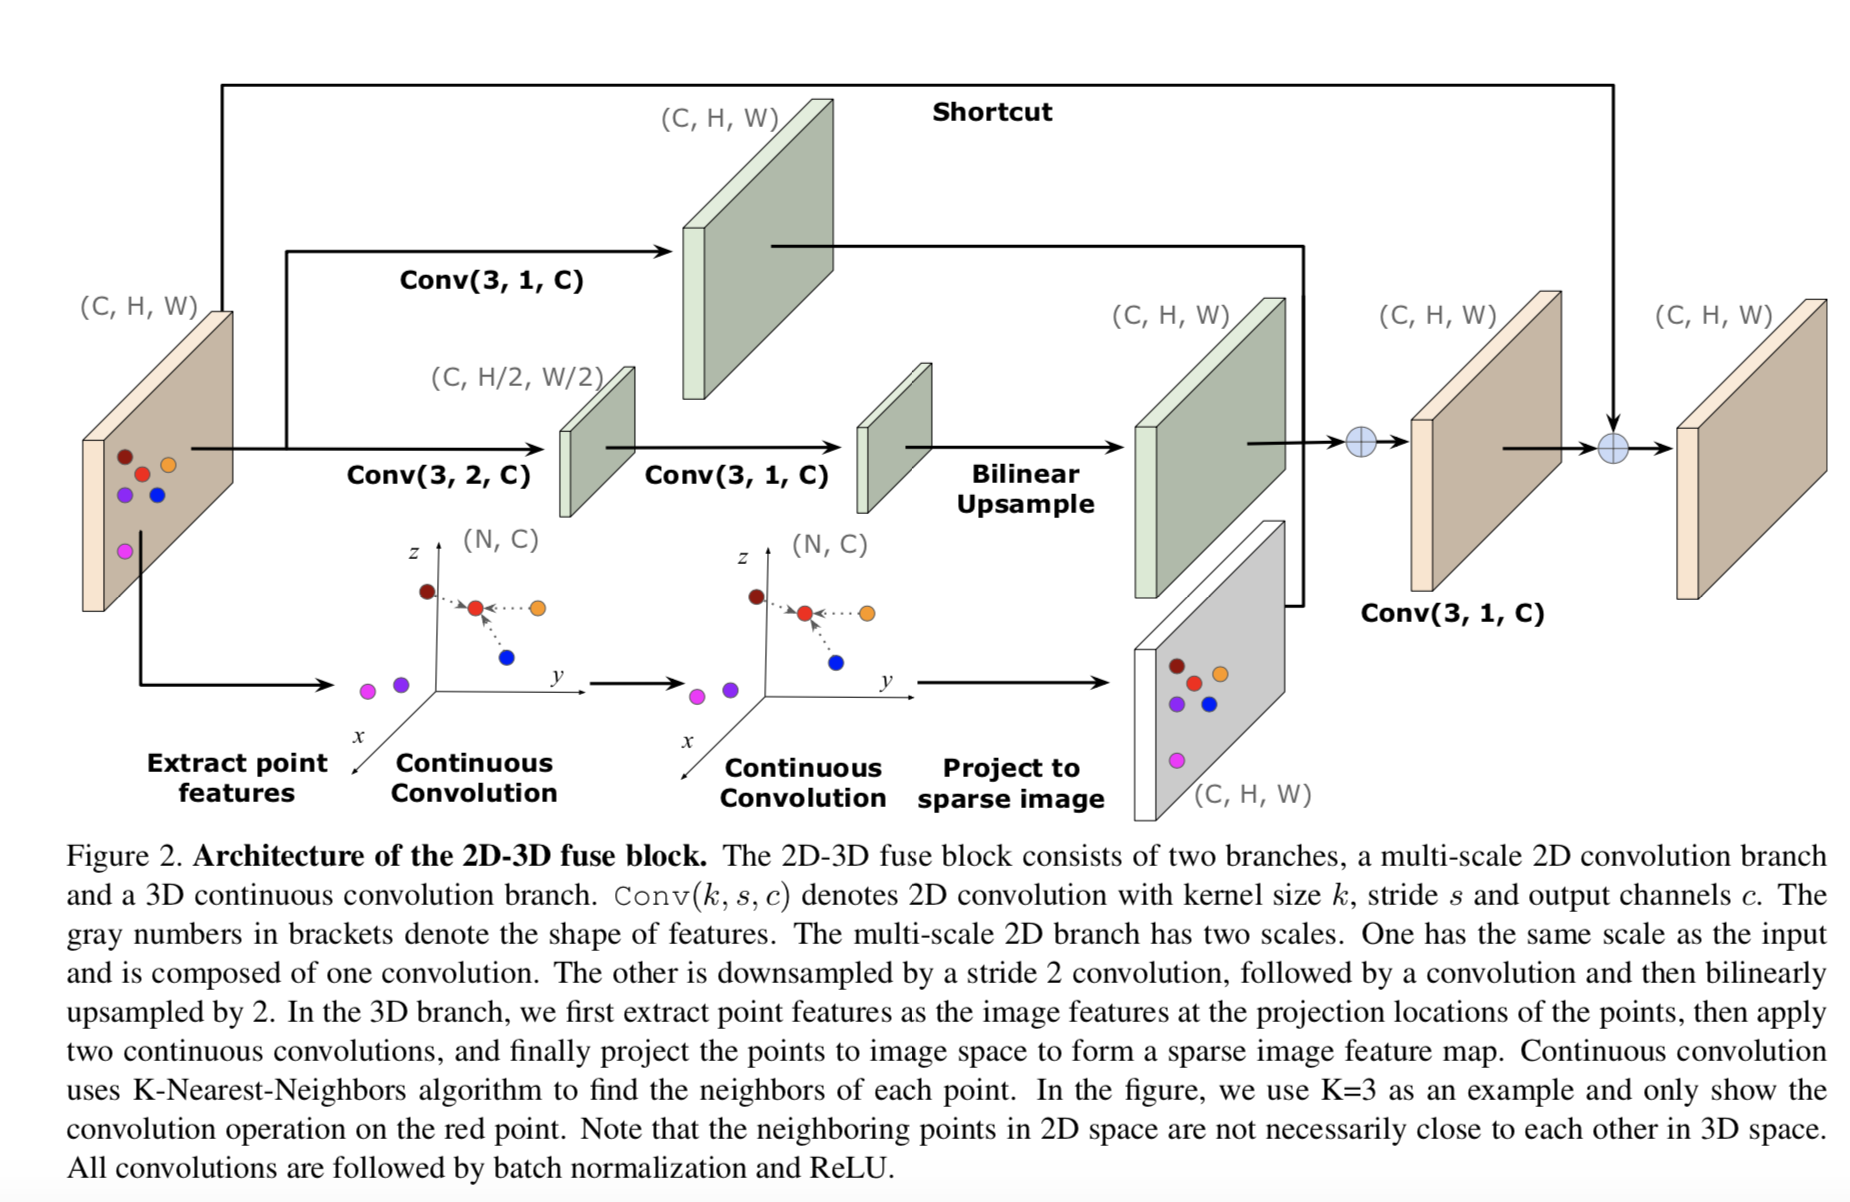 Shortcut
(C, H, W)
Conv(3, 1, C)
(C, H, W)
(C, H/2, W/2)
(C, H, W)
(C, H, W)
(C, H, W)
Conv(3, 2, C)
Conv(3, 1, C)
Bilinear
Upsample
z
(N, C)
y
x
z
(N, C)
y
x
Conv(3, 1, C)
Extract point
features
Continuous
Convolution
Continuous
Convolution
Project to
sparse image
(C, H, W)
Figure 2. Architecture of the 2D-3D fuse block. The 2D-3D fuse block consists of two branches, a multi-scale 2D convolution branch
and a 3D continuous convolution branch. Conv(k, s, c) denotes 2D convolution with kernel size k, stride s and output channels c. The
gray numbers in brackets denote the shape of features. The multi-scale 2D branch has two scales. One has the same scale as the input
and is composed of one convolution. The other is downsampled by a stride 2 convolution, followed by a convolution and then bilinearly
upsampled by 2. In the 3D branch, we first extract point features as the image features at the projection locations of the points, then apply
two continuous convolutions, and finally project the points to image space to form a sparse image feature map. Continuous convolution
uses K-Nearest-Neighbors algorithm to find the neighbors of each point. In the figure, we use K=3 as an example and only show the
convolution operation on the red point. Note that the neighboring points in 2D space are not necessarily close to each other in 3D space.
All convolutions are followed by batch normalization and ReLU.